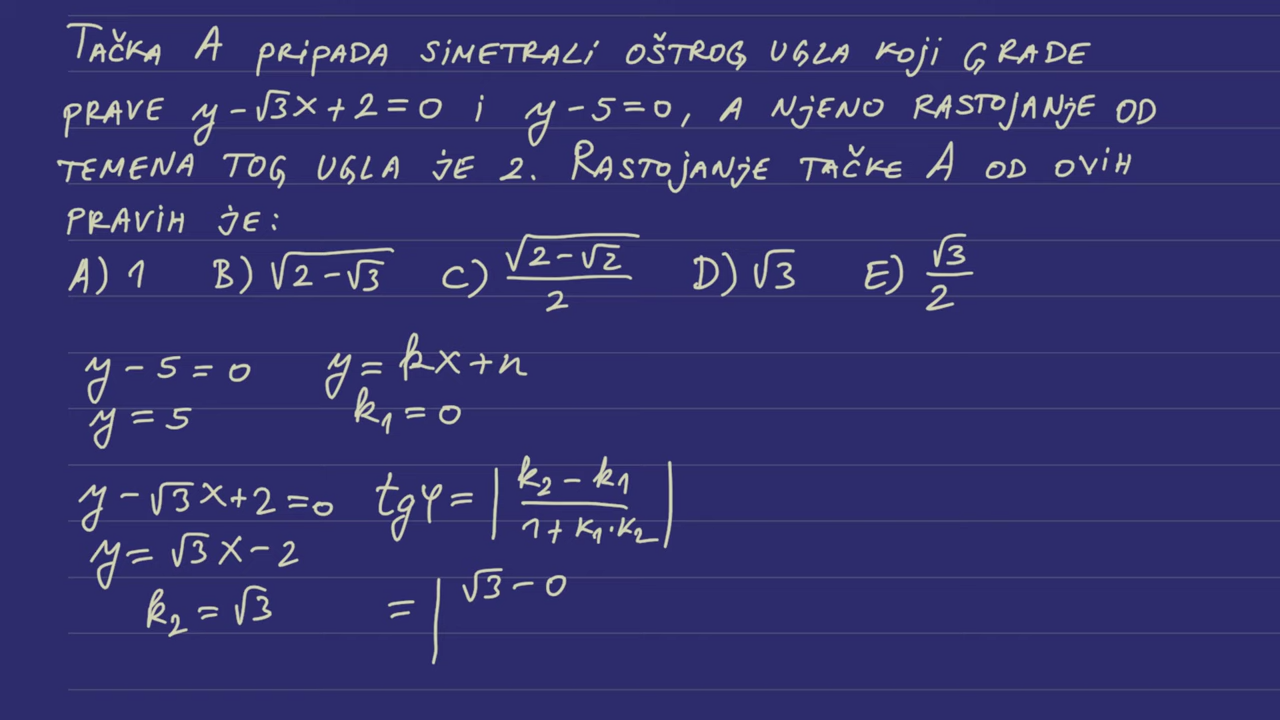 TAČKA A PRIPADA SIMETRALI OŠTROG UGLA KOJI GRADE
PRAVE y-√3x+2=0 i y-5=0, A NJENO RASTOJANJE OD
TEMENA TOG UGLA JE 2. RASTOJANJE TAČKE A OD OVIH
PRAVIH JE:
A) 1 B) √(2-√3) C) √(2-√2)/2 D) √3 E) √3/2
y-5=0 y=kx+n
y=5 k₁=0
y-√3x+2=0 tgφ=|(k₂-k₁)/(1+k₁·k₂)|
y=√3x-2
k₂=√3 =|√3-0